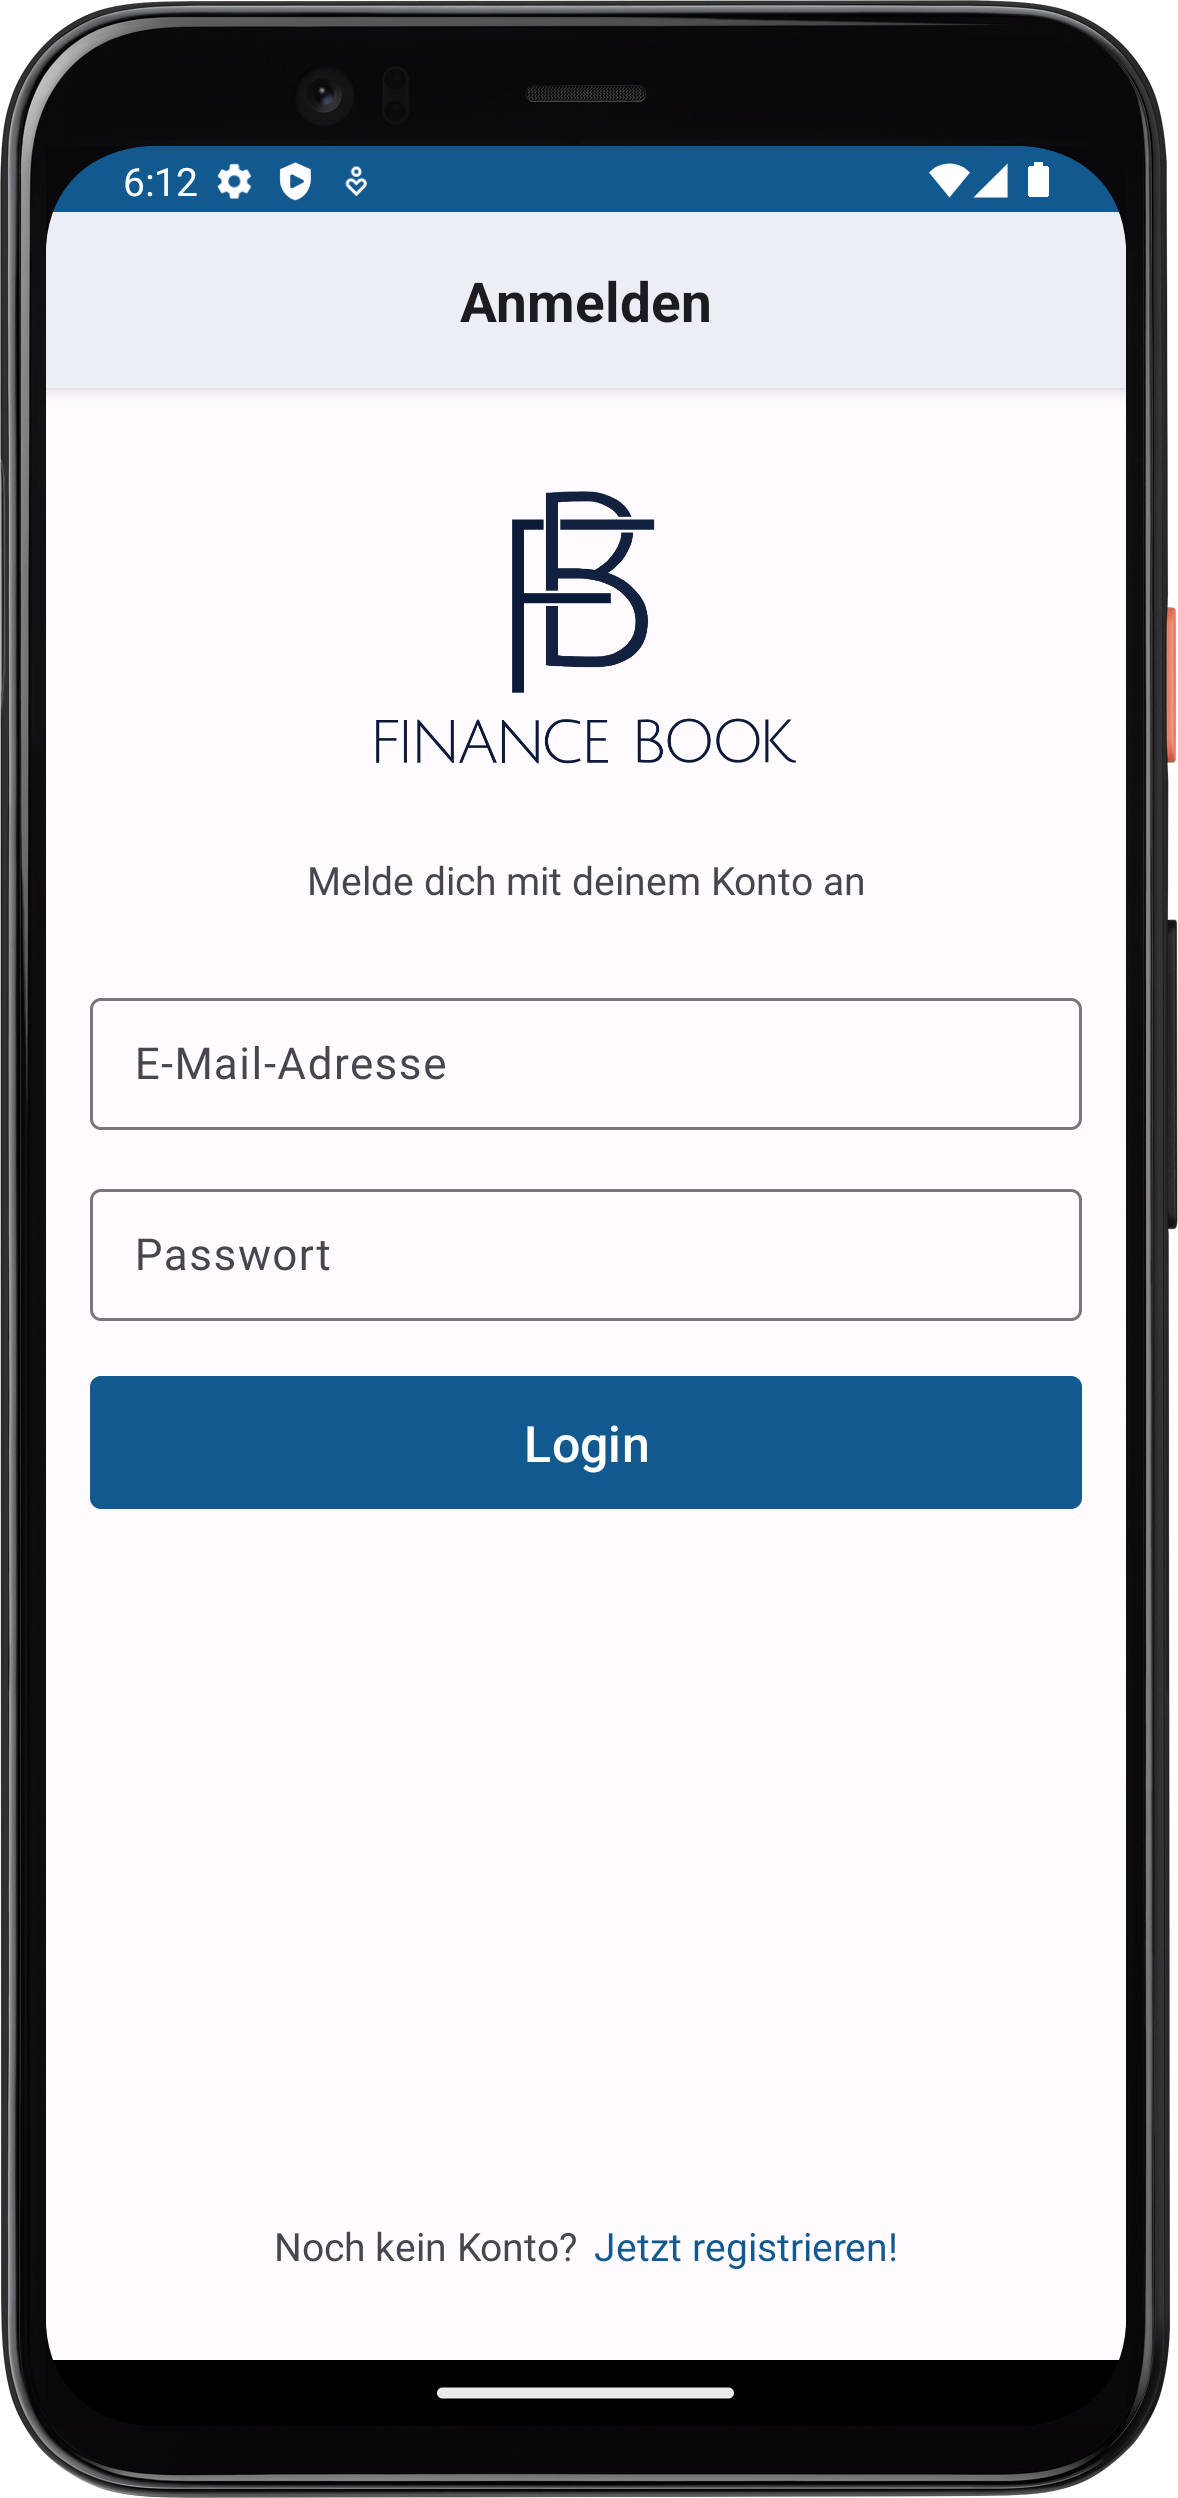 6:12
Anmelden
FB
FINANCE BOOK
Melde dich mit deinem Konto an
E-Mail-Adresse
Passwort
Login
Noch kein Konto? Jetzt registrieren!